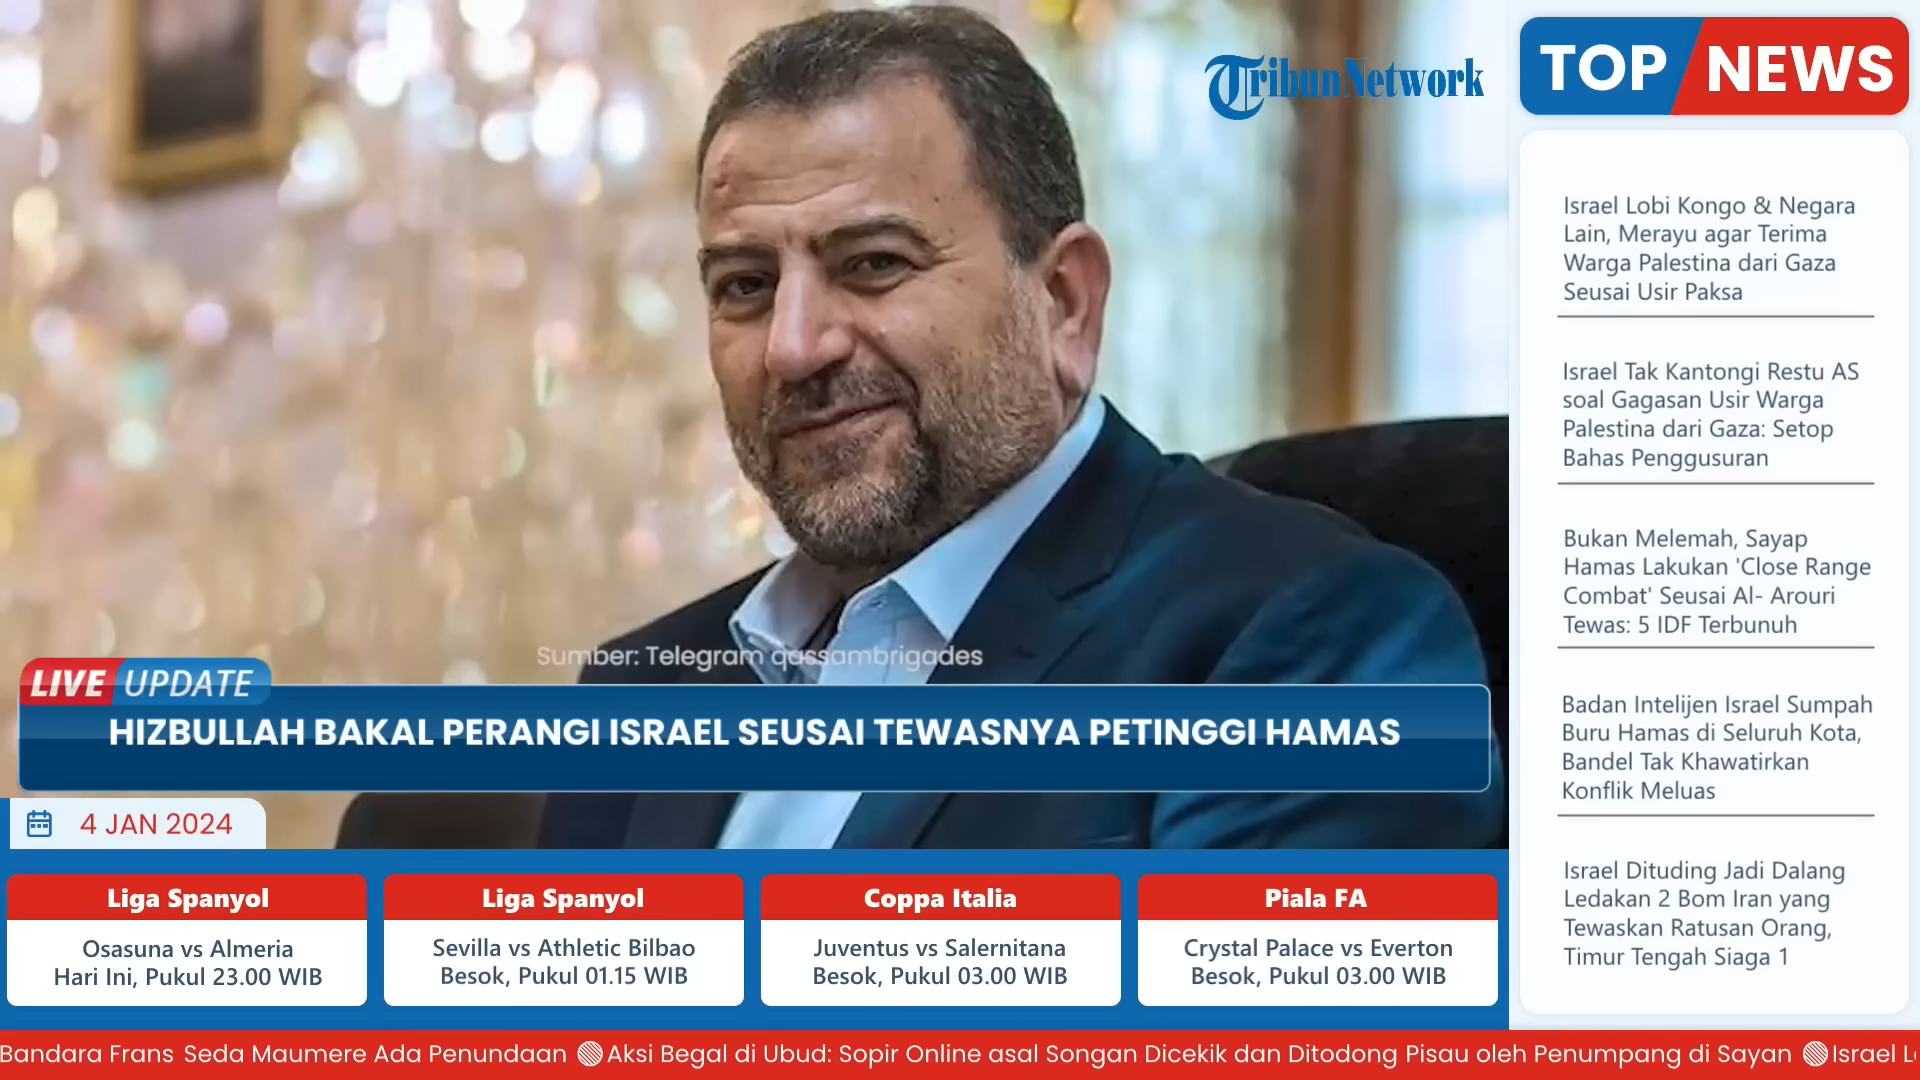 Tribun Network
TOP NEWS
Israel Lobi Kongo & Negara
Lain, Merayu agar Terima
Warga Palestina dari Gaza
Seusai Usir Paksa
Israel Tak Kantongi Restu AS
soal Gagasan Usir Warga
Palestina dari Gaza: Setop
Bahas Penggusuran
Bukan Melemah, Sayap
Hamas Lakukan 'Close Range
Combat' Seusai Al- Arouri
Tewas: 5 IDF Terbunuh
Badan Intelijen Israel Sumpah
Buru Hamas di Seluruh Kota,
Bandel Tak Khawatirkan
Konflik Meluas
Israel Dituding Jadi Dalang
Ledakan 2 Bom Iran yang
Tewaskan Ratusan Orang,
Timur Tengah Siaga 1
Sumber: Telegram qassambrigades
LIVE UPDATE
HIZBULLAH BAKAL PERANGI ISRAEL SEUSAI TEWASNYA PETINGGI HAMAS
4 JAN 2024
Liga Spanyol
Osasuna vs Almeria
Hari Ini, Pukul 23.00 WIB
Liga Spanyol
Sevilla vs Athletic Bilbao
Besok, Pukul 01.15 WIB
Coppa Italia
Juventus vs Salernitana
Besok, Pukul 03.00 WIB
Piala FA
Crystal Palace vs Everton
Besok, Pukul 03.00 WIB
Bandara Frans Seda Maumere Ada Penundaan Aksi Begal di Ubud: Sopir Online asal Songan Dicekik dan Ditodong Pisau oleh Penumpang di Sayan Israel